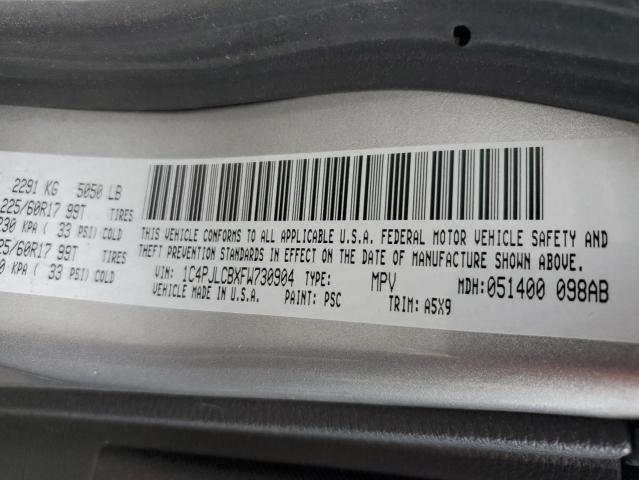 2291 KG 5050 LB
225/60R17 99T TIRES
230 KPA ( 33 PSI) COLD
25/60R17 99T TIRES
0 KPA ( 33 PSI) COLD
THIS VEHICLE CONFORMS TO ALL APPLICABLE U.S.A. FEDERAL MOTOR VEHICLE SAFETY AND
THEFT PREVENTION STANDARDS IN EFFECT ON THE DATE OF MANUFACTURE SHOWN ABOVE.
VIN: 1C4PJLCBXFW730904 TYPE: MPV MDH: 051400 098AB
VEHICLE MADE IN U.S.A. PAINT: PSC TRIM: A5X9